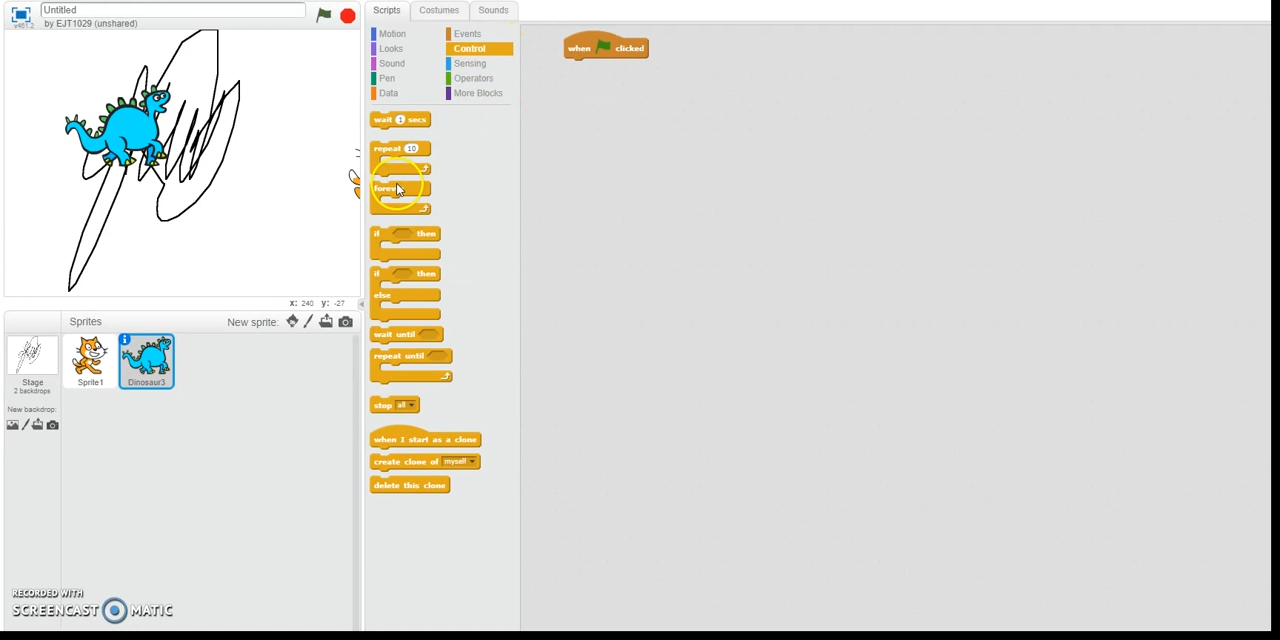 Untitled
by EJT1029 (unshared)
v461.2
Scripts
Costumes
Sounds
Motion
Events
Looks
Control
Sound
Sensing
Pen
Operators
Data
More Blocks
when clicked
wait 1 secs
repeat 10
forever
if then
if then
else
wait until
repeat until
stop all
when I start as a clone
create clone of myself
delete this clone
x: 240 y: -27
Sprites
New sprite:
Stage
2 backdrops
New backdrop:
Sprite1
Dinosaur3
RECORDED WITH
SCREENCAST MATIC